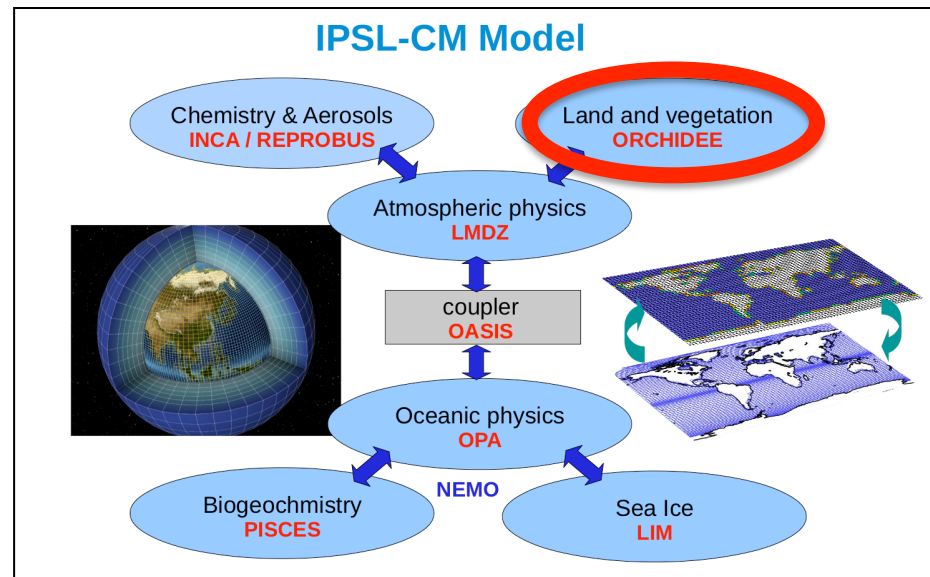 IPSL-CM Model
Chemistry & Aerosols
INCA / REPROBUS
Land and vegetation
ORCHIDEE
Atmospheric physics
LMDZ
coupler
OASIS
Oceanic physics
OPA
NEMO
Biogeochmistry
PISCES
Sea Ice
LIM